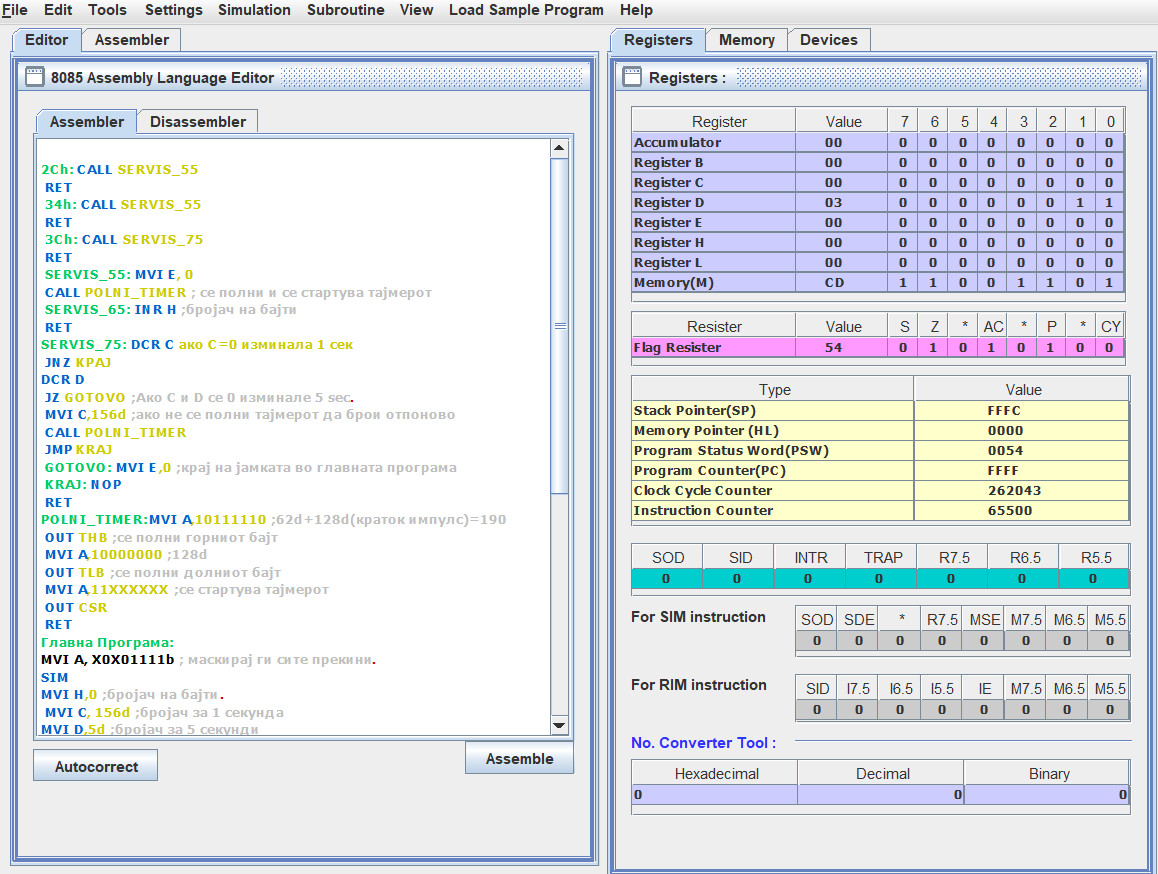 File Edit Tools Settings Simulation Subroutine View Load Sample Program Help
Editor Assembler
8085 Assembly Language Editor
Assembler Disassembler
2Ch: CALL SERVIS_55
RET
34h: CALL SERVIS_55
RET
3Ch: CALL SERVIS_75
RET
SERVIS_55: MVI E, 0
CALL POLNI_TIMER ; се полни и се стартува тајмерот
SERVIS_65: INR H ;бројач на бајти
RET
SERVIS_75: DCR C ако C=0 изминала 1 сек
JNZ КРАЈ
DCR D
JZ GOTOVO ;Ако C и D се 0 изминале 5 sec.
MVI C,156d ;ако не се полни тајмерот да брои отпоново
CALL POLNI_TIMER
JMP KRAJ
GOTOVO: MVI E,0 ;крај на јамката во главната програма
KRAJ: NOP
RET
POLNI_TIMER:MVI A,10111110 ;62d+128d(краток импулс)=190
OUT THB ;се полни горниот бајт
MVI A,10000000 ;128d
OUT TLB ;се полни долниот бајт
MVI A,11XXXXXX ;се стартува тајмерот
OUT CSR
RET
Главна Програма:
MVI A, X0X01111b ; маскирај ги сите прекини.
SIM
MVI H,0 ;бројач на бајти.
MVI C, 156d ;бројач за 1 секунда
MVI D,5d ;бројач за 5 секунди
Autocorrect Assemble
Registers Memory Devices
Registers :
Register Value 7 6 5 4 3 2 1 0
Accumulator 00 0 0 0 0 0 0 0 0
Register B 00 0 0 0 0 0 0 0 0
Register C 00 0 0 0 0 0 0 0 0
Register D 03 0 0 0 0 0 0 1 1
Register E 00 0 0 0 0 0 0 0 0
Register H 00 0 0 0 0 0 0 0 0
Register L 00 0 0 0 0 0 0 0 0
Memory(M) CD 1 1 0 0 1 1 0 1
Resister Value S Z * AC * P * CY
Flag Resister 54 0 1 0 1 0 1 0 0
Type Value
Stack Pointer(SP) FFFC
Memory Pointer (HL) 0000
Program Status Word(PSW) 0054
Program Counter(PC) FFFF
Clock Cycle Counter 262043
Instruction Counter 65500
SOD SID INTR TRAP R7.5 R6.5 R5.5
0 0 0 0 0 0 0
For SIM instruction SOD SDE * R7.5 MSE M7.5 M6.5 M5.5
0 0 0 0 0 0 0 0
For RIM instruction SID I7.5 I6.5 I5.5 IE M7.5 M6.5 M5.5
0 0 0 0 0 0 0 0
No. Converter Tool :
Hexadecimal Decimal Binary
0 0 0